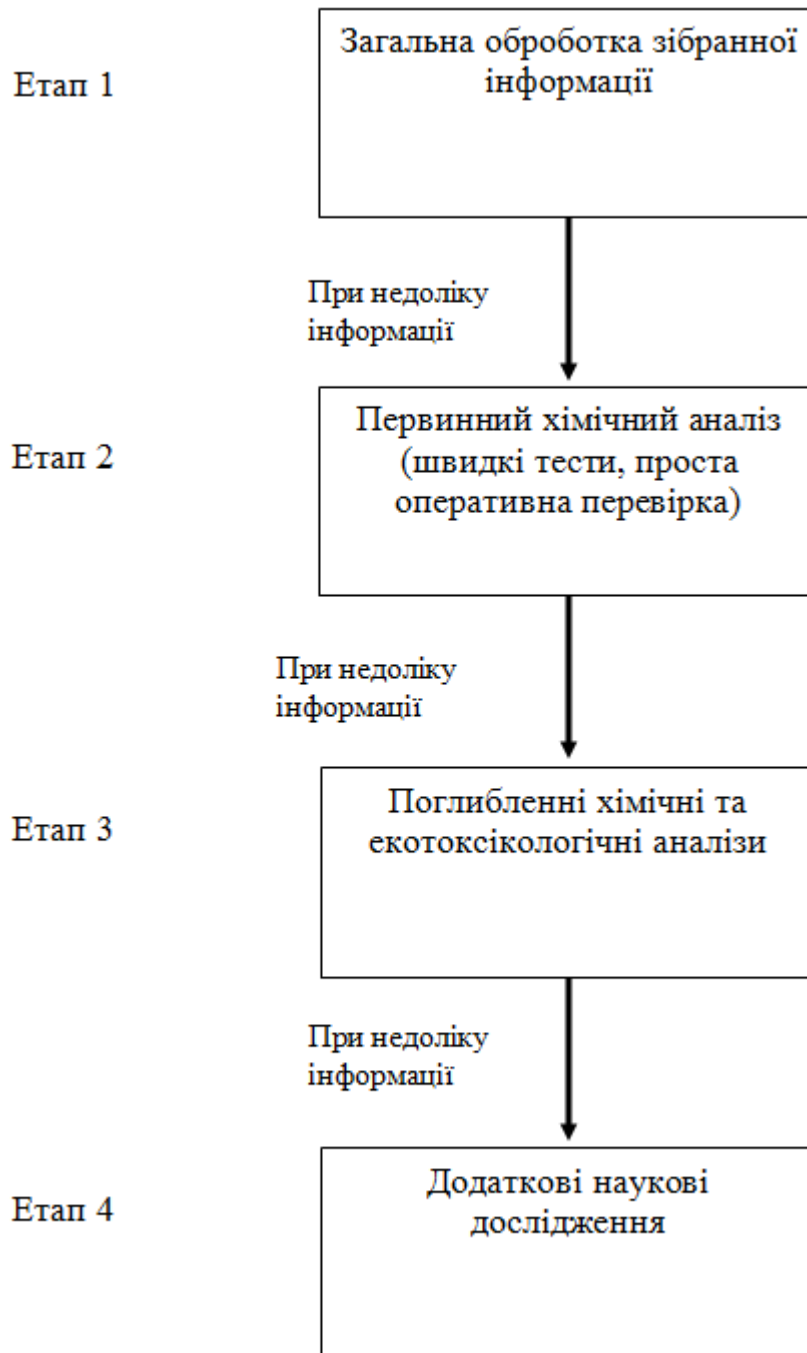 Етап 1
Загальна оброботка зібранної
інформації
При недоліку
інформації
Етап 2
Первинний хімічний аналіз
(швидкі тести, проста
оперативна перевірка)
При недоліку
інформації
Етап 3
Поглибленні хімічні та
екотоксікологічні аналізи
При недоліку
інформації
Етап 4
Додаткові наукові
дослідження